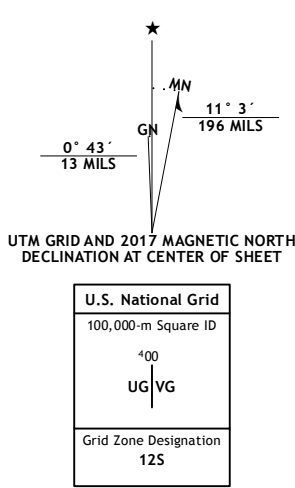 ★
MN
GN
11° 3´
196 MILS
0° 43´
13 MILS
UTM GRID AND 2017 MAGNETIC NORTH
DECLINATION AT CENTER OF SHEET
U.S. National Grid
100,000-m Square ID
⁴00
UG VG
Grid Zone Designation
12S